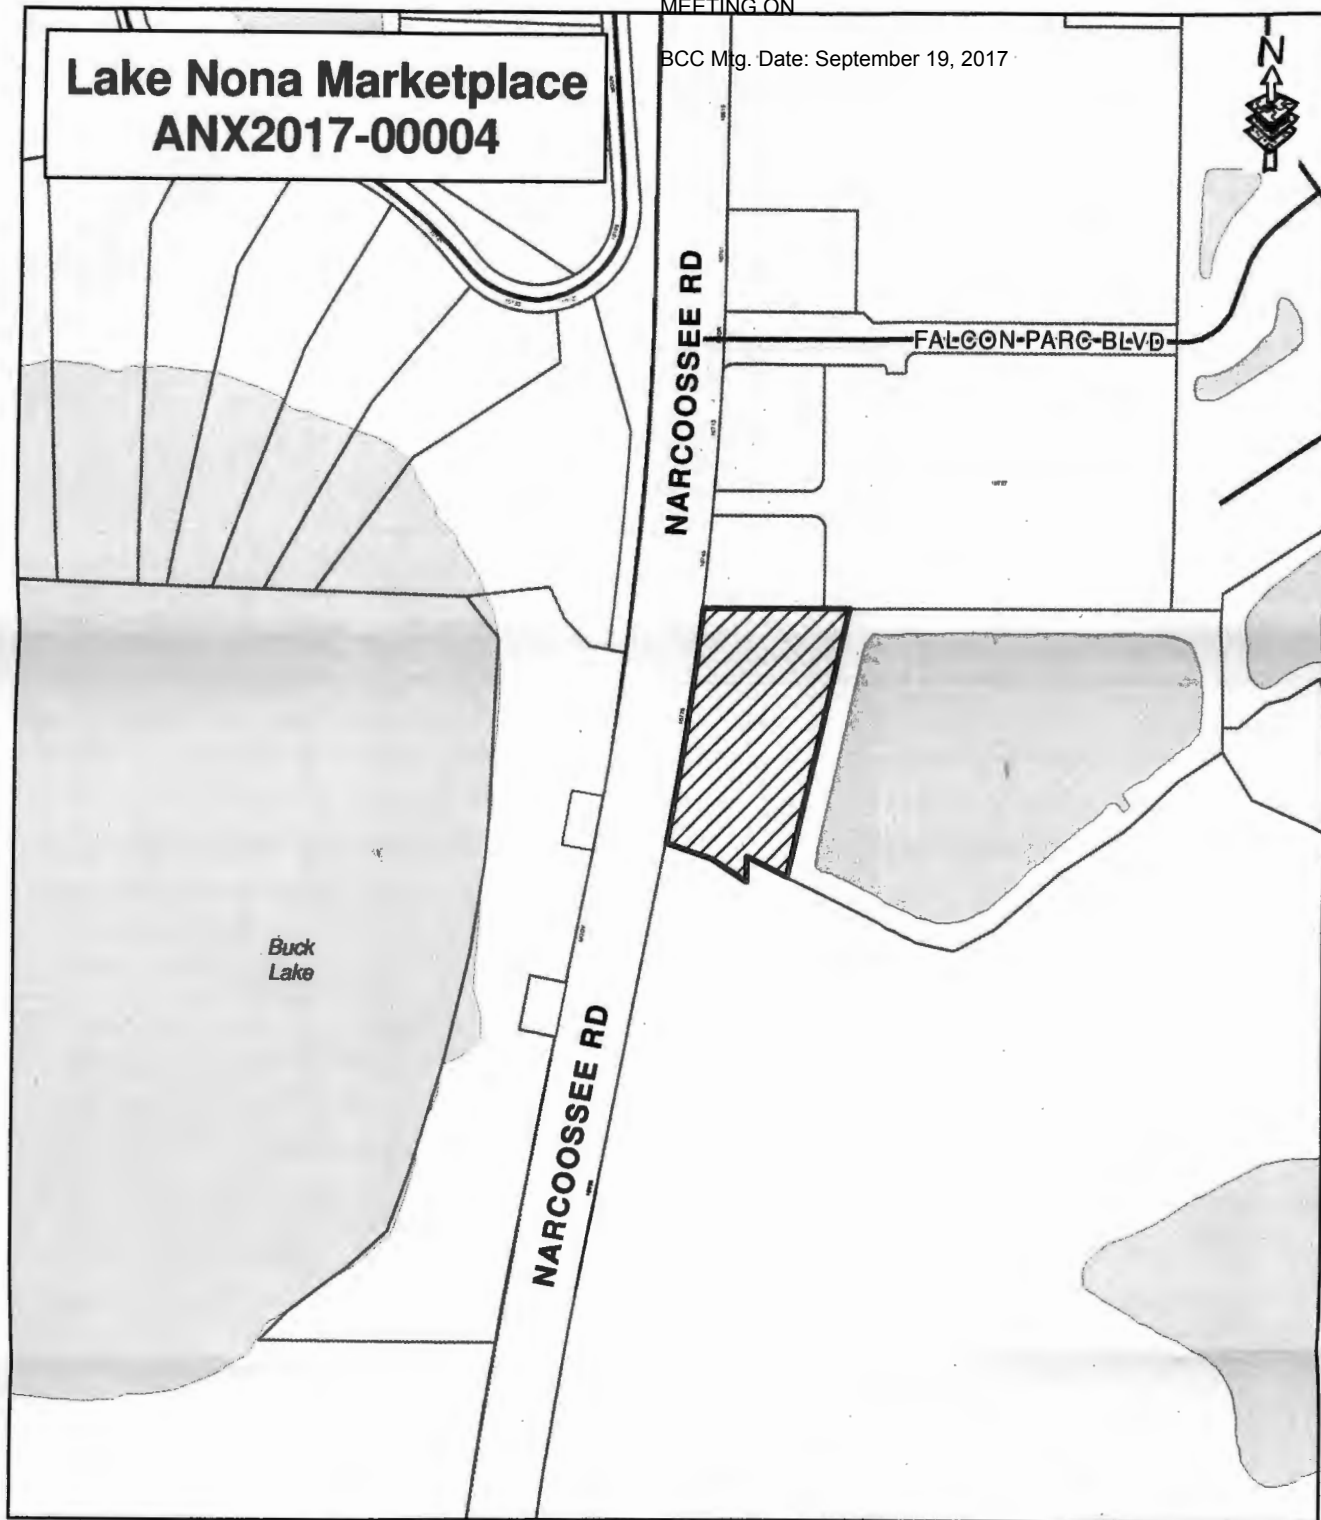 MEETING ON
BCC Mtg. Date: September 19, 2017
Lake Nona Marketplace
ANX2017-00004
N
NARCOOSSEE RD
FALCON PARC BLVD
Buck
Lake
NARCOOSSEE RD